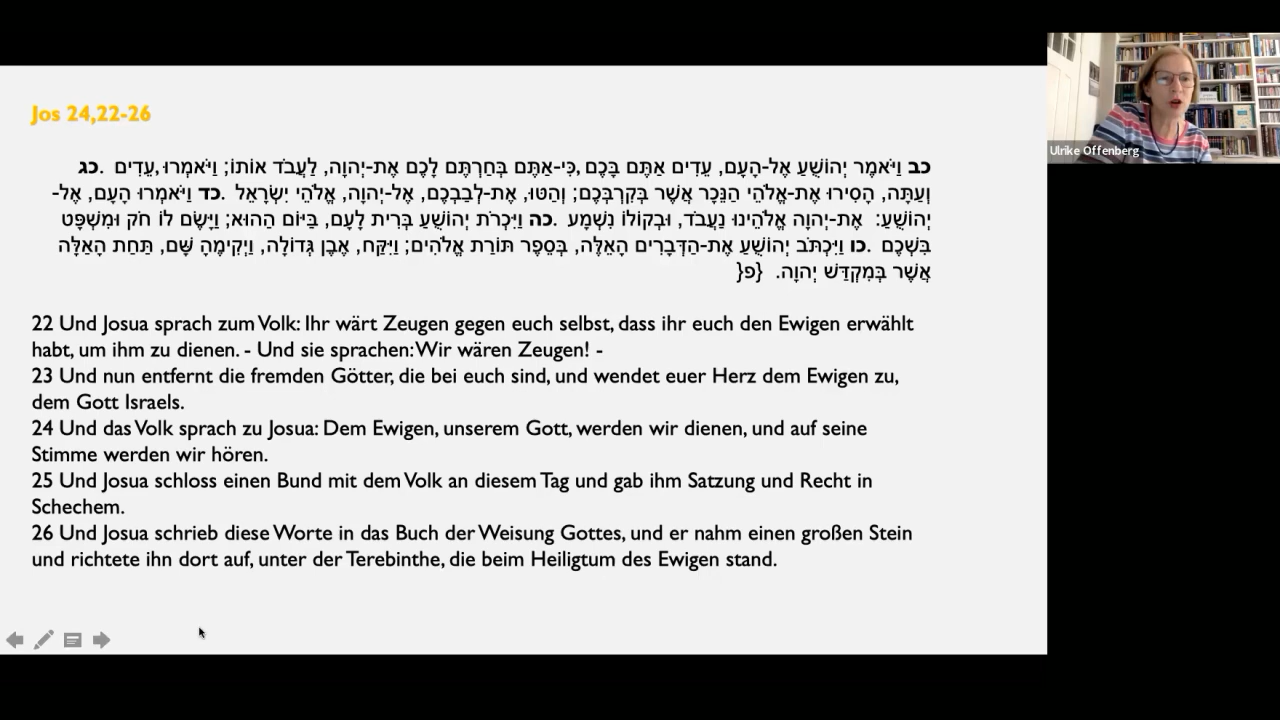 Jos 24,22-26
כב וַיֹּאמֶר יְהוֹשֻׁעַ אֶל-הָעָם, עֵדִים אַתֶּם בָּכֶם ,כִּי-אַתֶּם בְּחַרְתֶּם לָכֶם אֶת-יְהוָה, לַעֲבֹד אוֹתוֹ; וַיֹּאמְרוּ ,עֵדִים .כג
וְעַתָּה, הָסִירוּ אֶת-אֱלֹהֵי הַנֵּכָר אֲשֶׁר בְּקִרְבְּכֶם; וְהַטּוּ, אֶת-לְבַבְכֶם, אֶל-יְהוָה, אֱלֹהֵי יִשְׂרָאֵל .כד וַיֹּאמְרוּ הָעָם, אֶל-
יְהוֹשֻׁעַ: אֶת-יְהוָה אֱלֹהֵינוּ נַעֲבֹד, וּבְקוֹלוֹ נִשְׁמָע .כה וַיִּכְרֹת יְהוֹשֻׁעַ בְּרִית לָעָם, בַּיּוֹם הַהוּא; וַיָּשֶׂם לוֹ חֹק וּמִשְׁפָּט
בִּשְׁכֶם .כו וַיִּכְתֹּב יְהוֹשֻׁעַ אֶת-הַדְּבָרִים הָאֵלֶּה, בְּסֵפֶר תּוֹרַת אֱלֹהִים; וַיִּקַּח, אֶבֶן גְּדוֹלָה, וַיְקִימֶהָ שָּׁם, תַּחַת הָאַלָּה
אֲשֶׁר בְּמִקְדַּשׁ יְהוָה. {פ}
22 Und Josua sprach zum Volk: Ihr wärt Zeugen gegen euch selbst, dass ihr euch den Ewigen erwählt
habt, um ihm zu dienen. - Und sie sprachen: Wir wären Zeugen! -
23 Und nun entfernt die fremden Götter, die bei euch sind, und wendet euer Herz dem Ewigen zu,
dem Gott Israels.
24 Und das Volk sprach zu Josua: Dem Ewigen, unserem Gott, werden wir dienen, und auf seine
Stimme werden wir hören.
25 Und Josua schloss einen Bund mit dem Volk an diesem Tag und gab ihm Satzung und Recht in
Schechem.
26 Und Josua schrieb diese Worte in das Buch der Weisung Gottes, und er nahm einen großen Stein
und richtete ihn dort auf, unter der Terebinthe, die beim Heiligtum des Ewigen stand.
Ulrike Offenberg